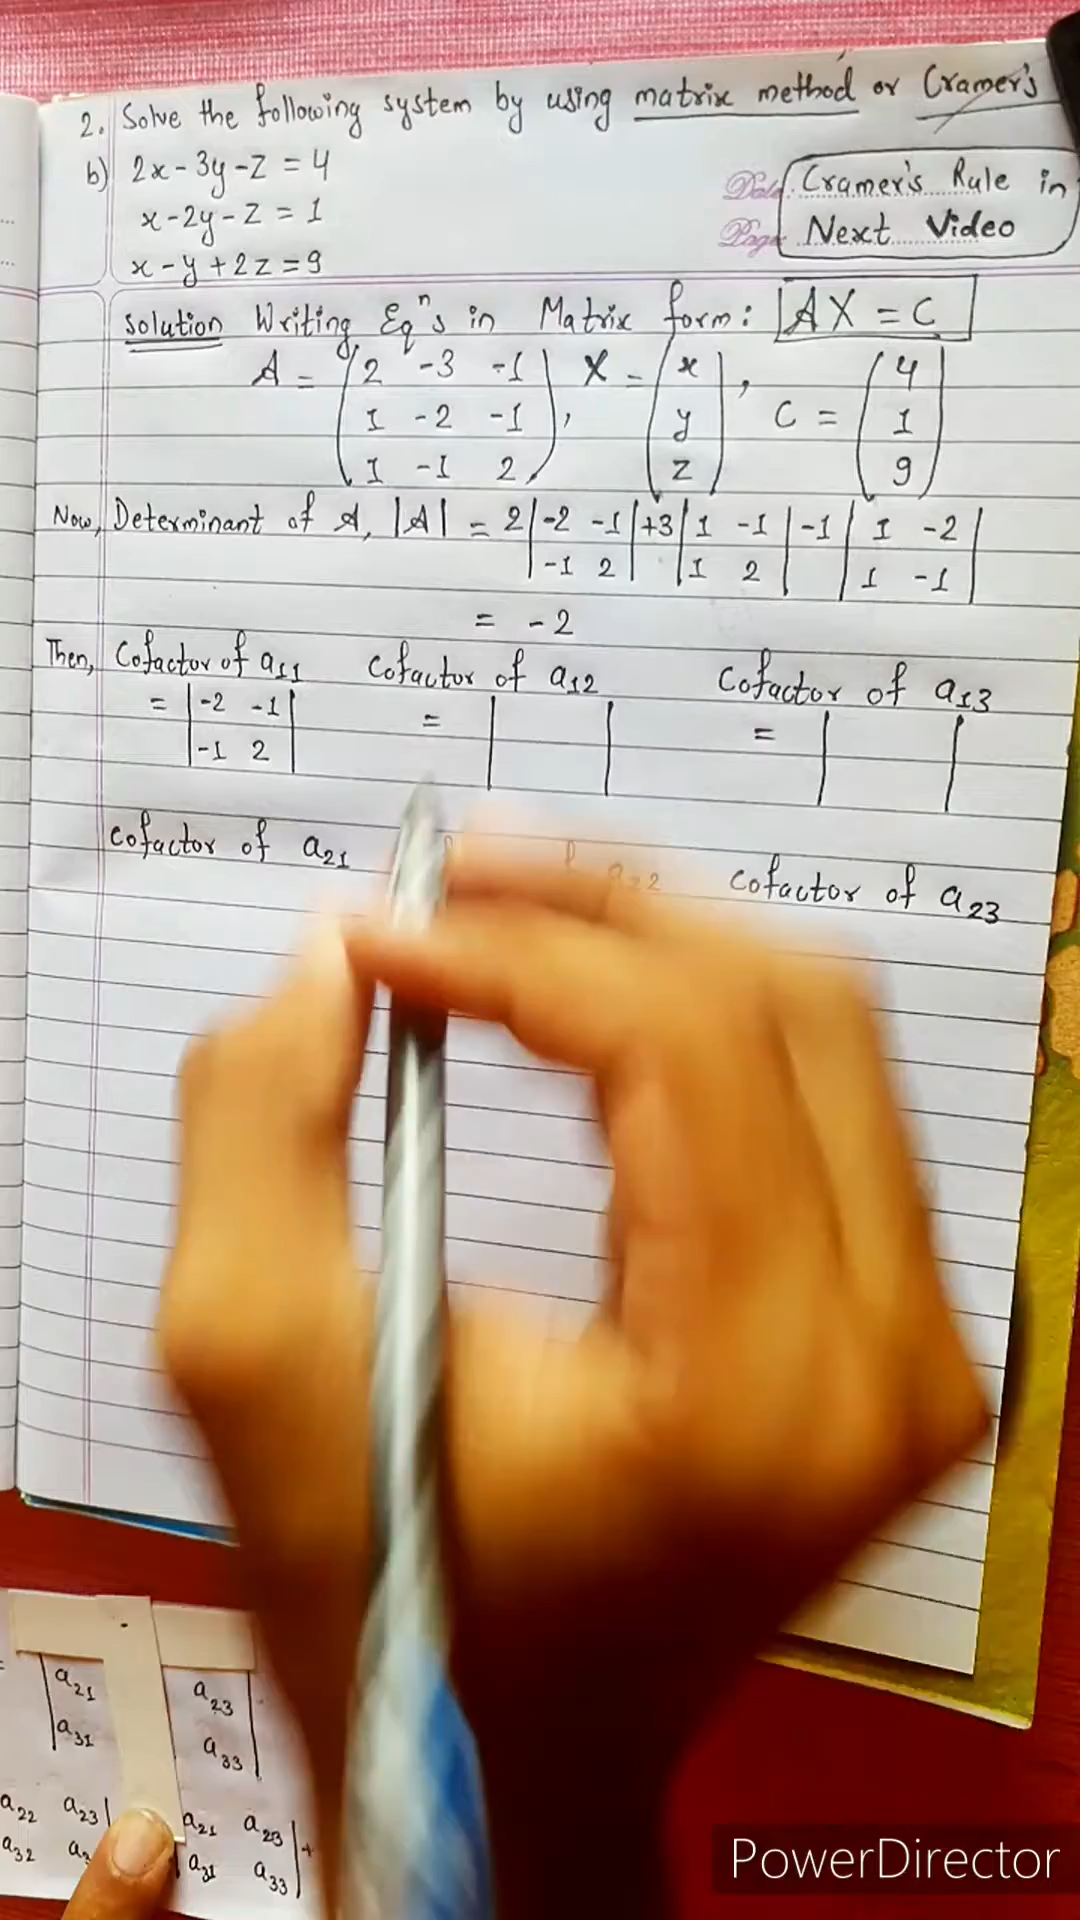 2. Solve the following system by using matrix method or Cramer's
b) 2x - 3y - z = 4
x - 2y - z = 1
x - y + 2z = 9
Date:
Page:
Cramer's Rule in
Next Video
Solution Writing Eqⁿ's in Matrix form: AX = C
A = (2 -3 -1, X = (x, C = (4
1 -2 -1 y 1
1 -1 2) z) 9)
Now, Determinant of A, |A| = 2|-2 -1|+3|1 -1|-1|1 -2|
|-1 2| |1 2| |1 -1|
= -2
Then, Cofactor of a11 Cofactor of a12 Cofactor of a13
= |-2 -1| = | | = | |
|-1 2|
Cofactor of a21 a22 Cofactor of a23
a21 a23
a31 a33
a22 a23 a21 a23 +
a32 a31 a33
PowerDirector